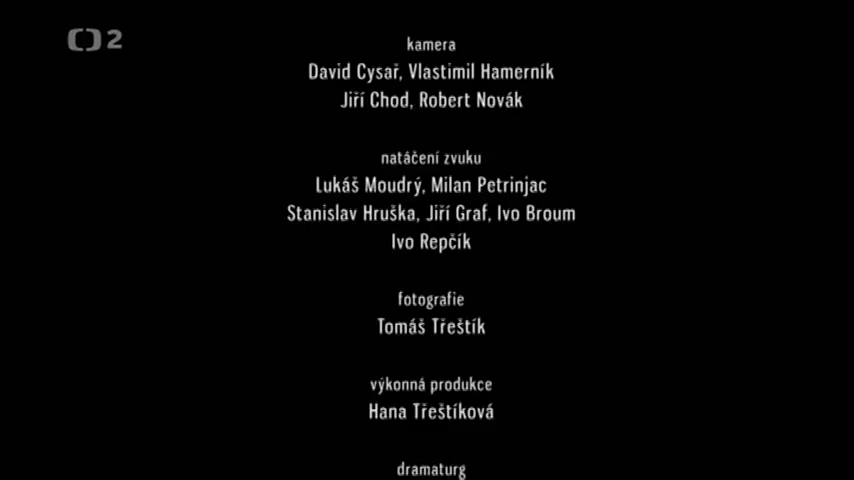 ČT2
kamera
David Cysař, Vlastimil Hamerník
Jiří Chod, Robert Novák
natáčení zvuku
Lukáš Moudrý, Milan Petrinjac
Stanislav Hruška, Jiří Graf, Ivo Broum
Ivo Repčík
fotografie
Tomáš Třeštík
výkonná produkce
Hana Třeštíková
dramaturg